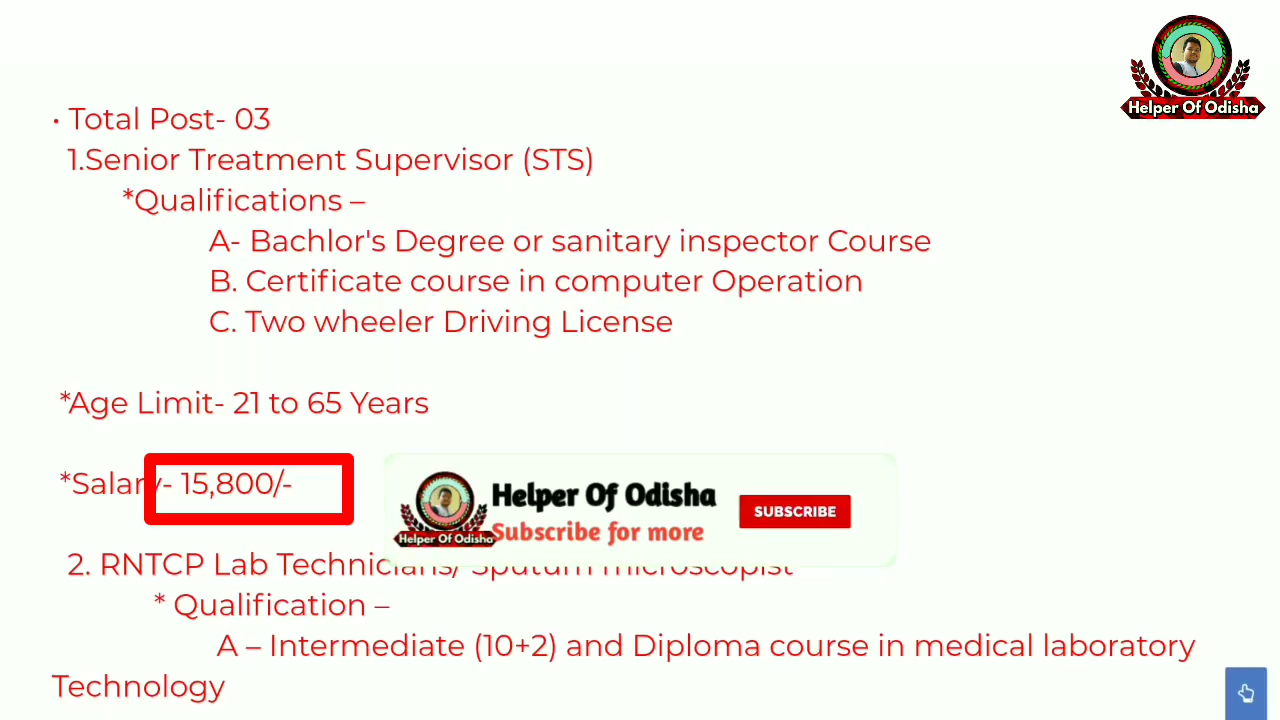 Helper Of Odisha
• Total Post- 03
1.Senior Treatment Supervisor (STS)
*Qualifications –
A- Bachlor's Degree or sanitary inspector Course
B. Certificate course in computer Operation
C. Two wheeler Driving License
*Age Limit- 21 to 65 Years
*Salary- 15,800/-
Helper Of Odisha
Helper Of Odisha
Subscribe for more
SUBSCRIBE
2. RNTCP Lab Technicians/ Sputum microscopist
* Qualification –
A – Intermediate (10+2) and Diploma course in medical laboratory
Technology